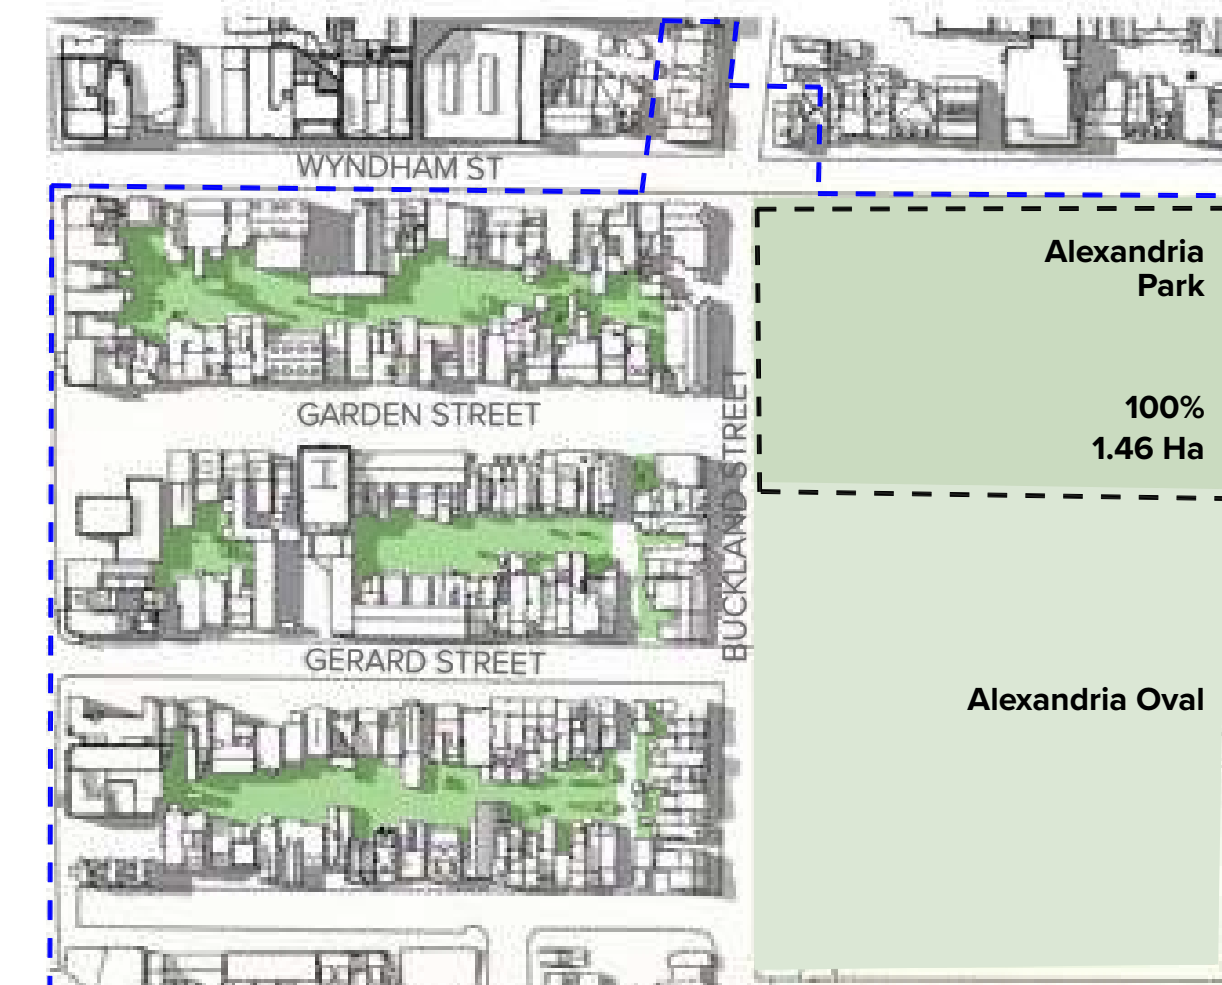 WYNDHAM ST
Alexandria
Park
100%
1.46 Ha
GARDEN STREET
BUCKLAND STREET
GERARD STREET
Alexandria Oval